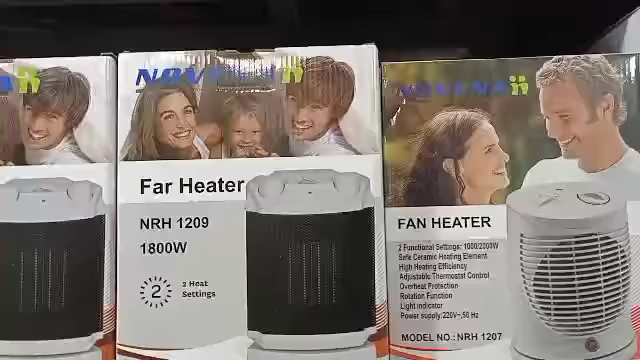 NOVENA
Far Heater
NRH 1209
1800W
2
2 Heat
Settings
NOVENA
FAN HEATER
2 Functional Settings: 1000/2000W
Safe Ceramic Heating Element
High Heating Efficiency
Adjustable Thermostat Control
Overheat Protection
Rotation Function
Light indicator
Power supply:220V~,50 Hz
MODEL NO.: NRH 1207